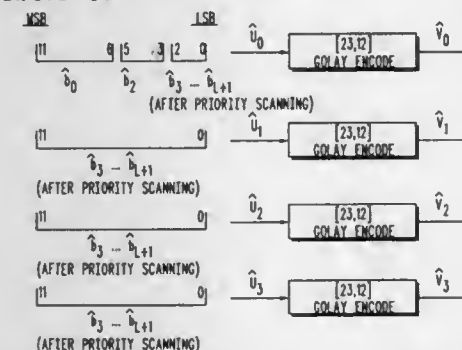 MSB LSB
11 6 5 3 2 0
b̂0 b̂2 b̂3 – b̂L+1
(AFTER PRIORITY SCANNING)
Û0 [23,12] V̂0
GOLAY ENCODE
11 0
b̂3 – b̂L+1
(AFTER PRIORITY SCANNING)
Û1 [23,12] V̂1
GOLAY ENCODE
11 0
b̂3 – b̂L+1
(AFTER PRIORITY SCANNING)
Û2 [23,12] V̂2
GOLAY ENCODE
11 0
b̂3 – b̂L+1
(AFTER PRIORITY SCANNING)
Û3 [23,12] V̂3
GOLAY ENCODE